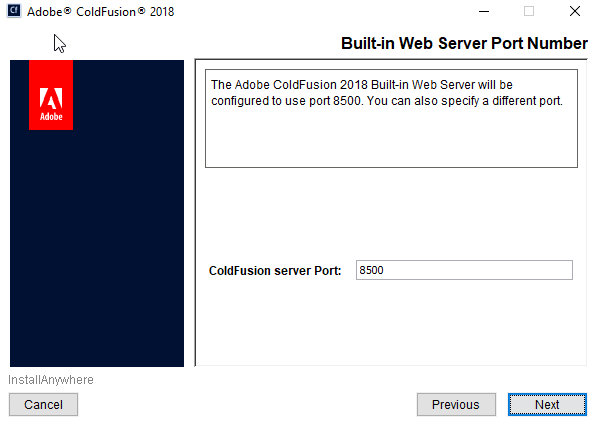 Cf Adobe® ColdFusion® 2018
Built-in Web Server Port Number
Adobe
The Adobe ColdFusion 2018 Built-in Web Server will be
configured to use port 8500. You can also specify a different port.
ColdFusion server Port: 8500
InstallAnywhere
Cancel Previous Next